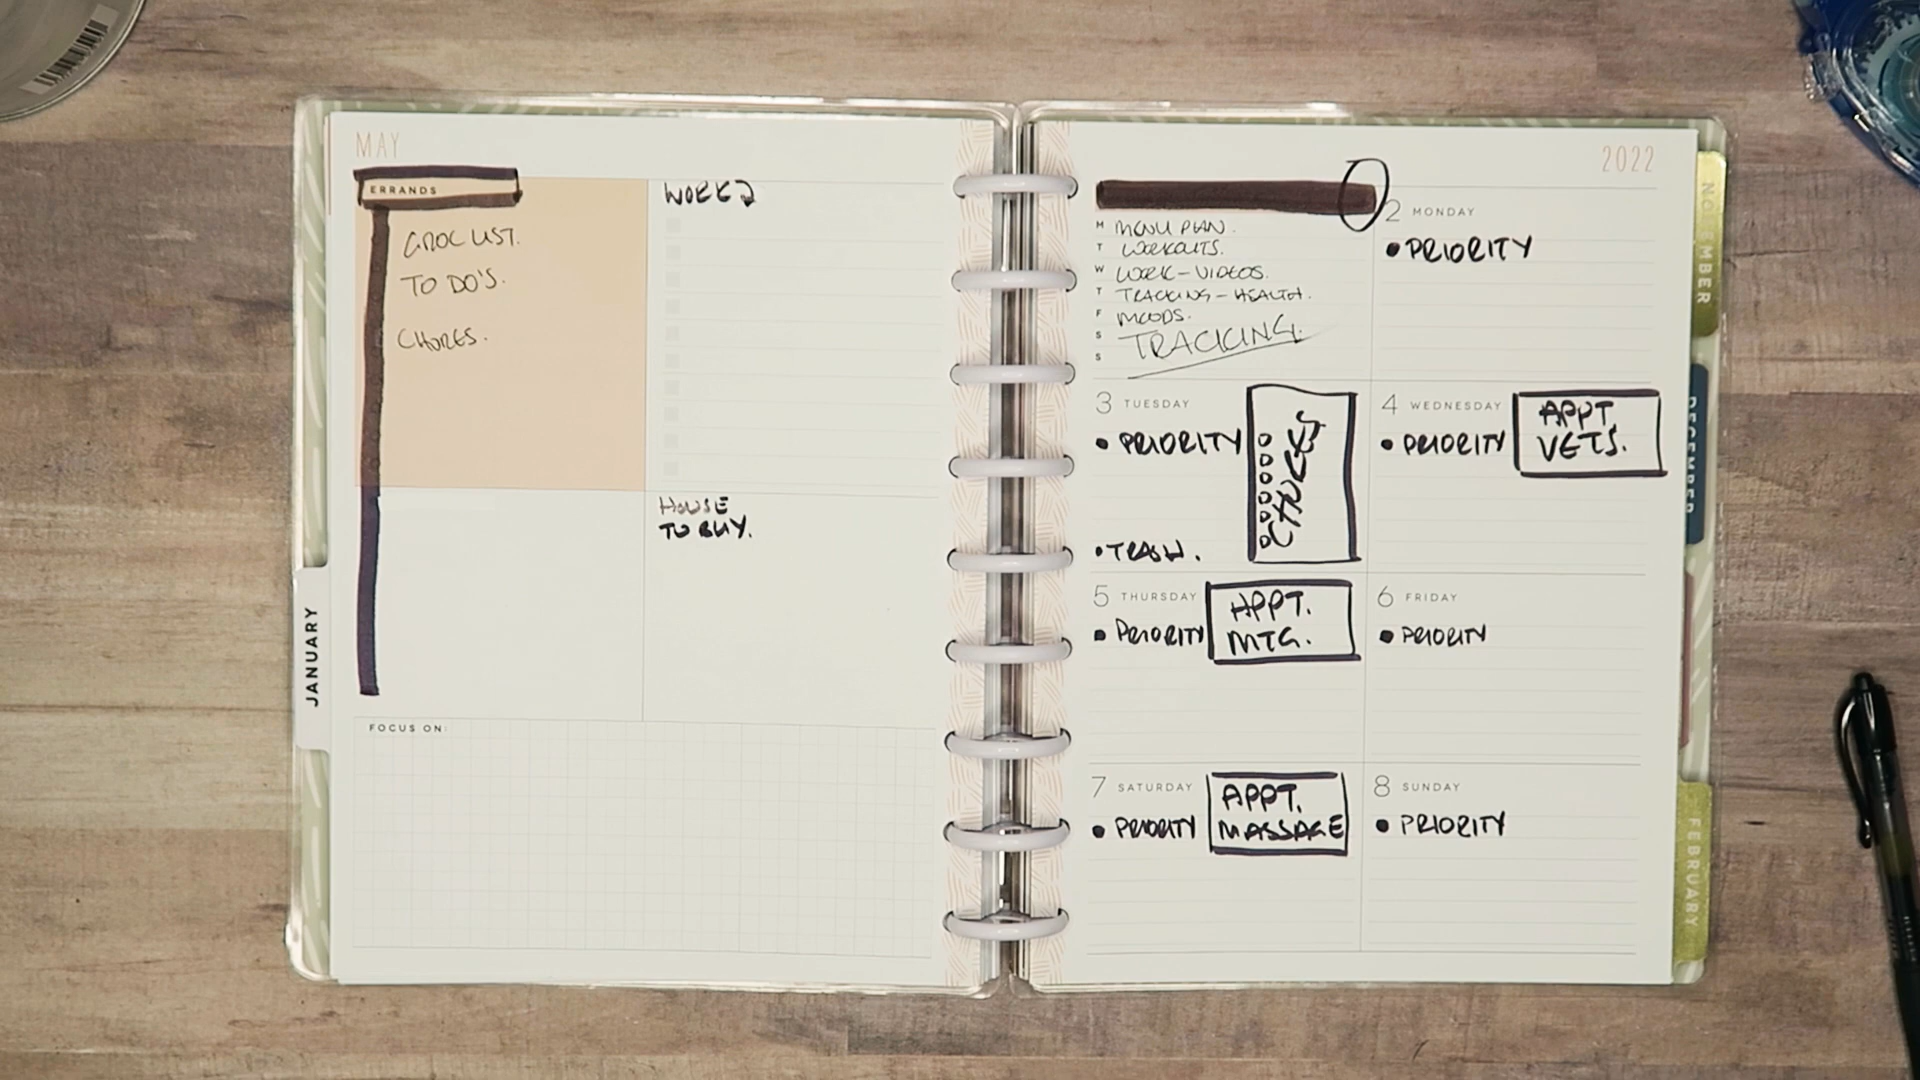 MAY
ERRANDS
GROC LIST.
TO DO'S.
CHORES.
HOUSE
TO BUY.
FOCUS ON:
JANUARY
2022
M MENU PLAN.
T WORKOUTS.
W WORK - VIDEOS.
T TRACKING - HEALTH.
F MOODS.
S TRACKING.
S
2 MONDAY
• PRIORITY
3 TUESDAY
• PRIORITY
CHORES
• TRASH.
4 WEDNESDAY
• PRIORITY
APPT
VETS.
5 THURSDAY
• PRIORITY
APPT.
MTG.
6 FRIDAY
• PRIORITY
7 SATURDAY
• PRIORITY
APPT.
MASSAGE
8 SUNDAY
• PRIORITY
NOVEMBER
DECEMBER
FEBRUARY